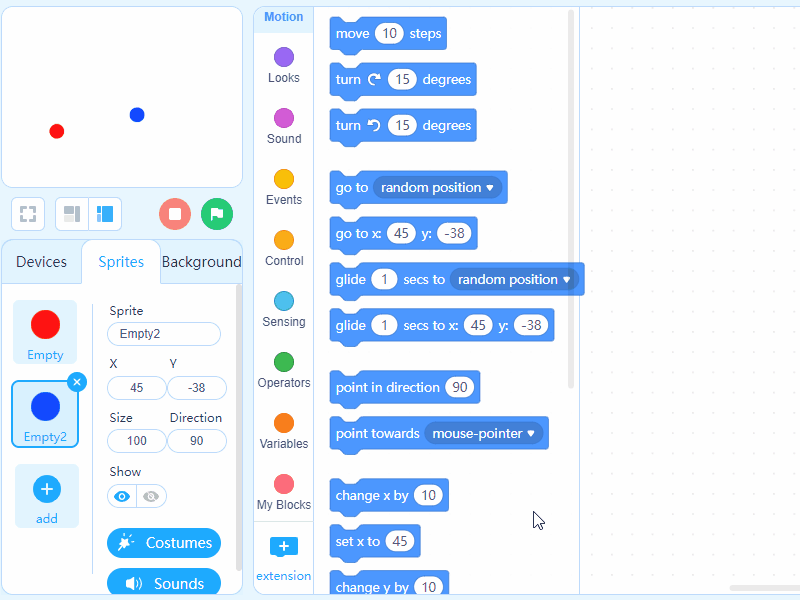 Motion
Looks
Sound
Events
Control
Sensing
Operators
Variables
My Blocks
extension
move 10 steps
turn 15 degrees
turn 15 degrees
go to random position
go to x: 45 y: -38
glide 1 secs to random position
glide 1 secs to x: 45 y: -38
point in direction 90
point towards mouse-pointer
change x by 10
set x to 45
change y by 10
Devices
Sprites
Background
Empty
Empty2
add
Sprite
Empty2
X Y
45 -38
Size Direction
100 90
Show
Costumes
Sounds